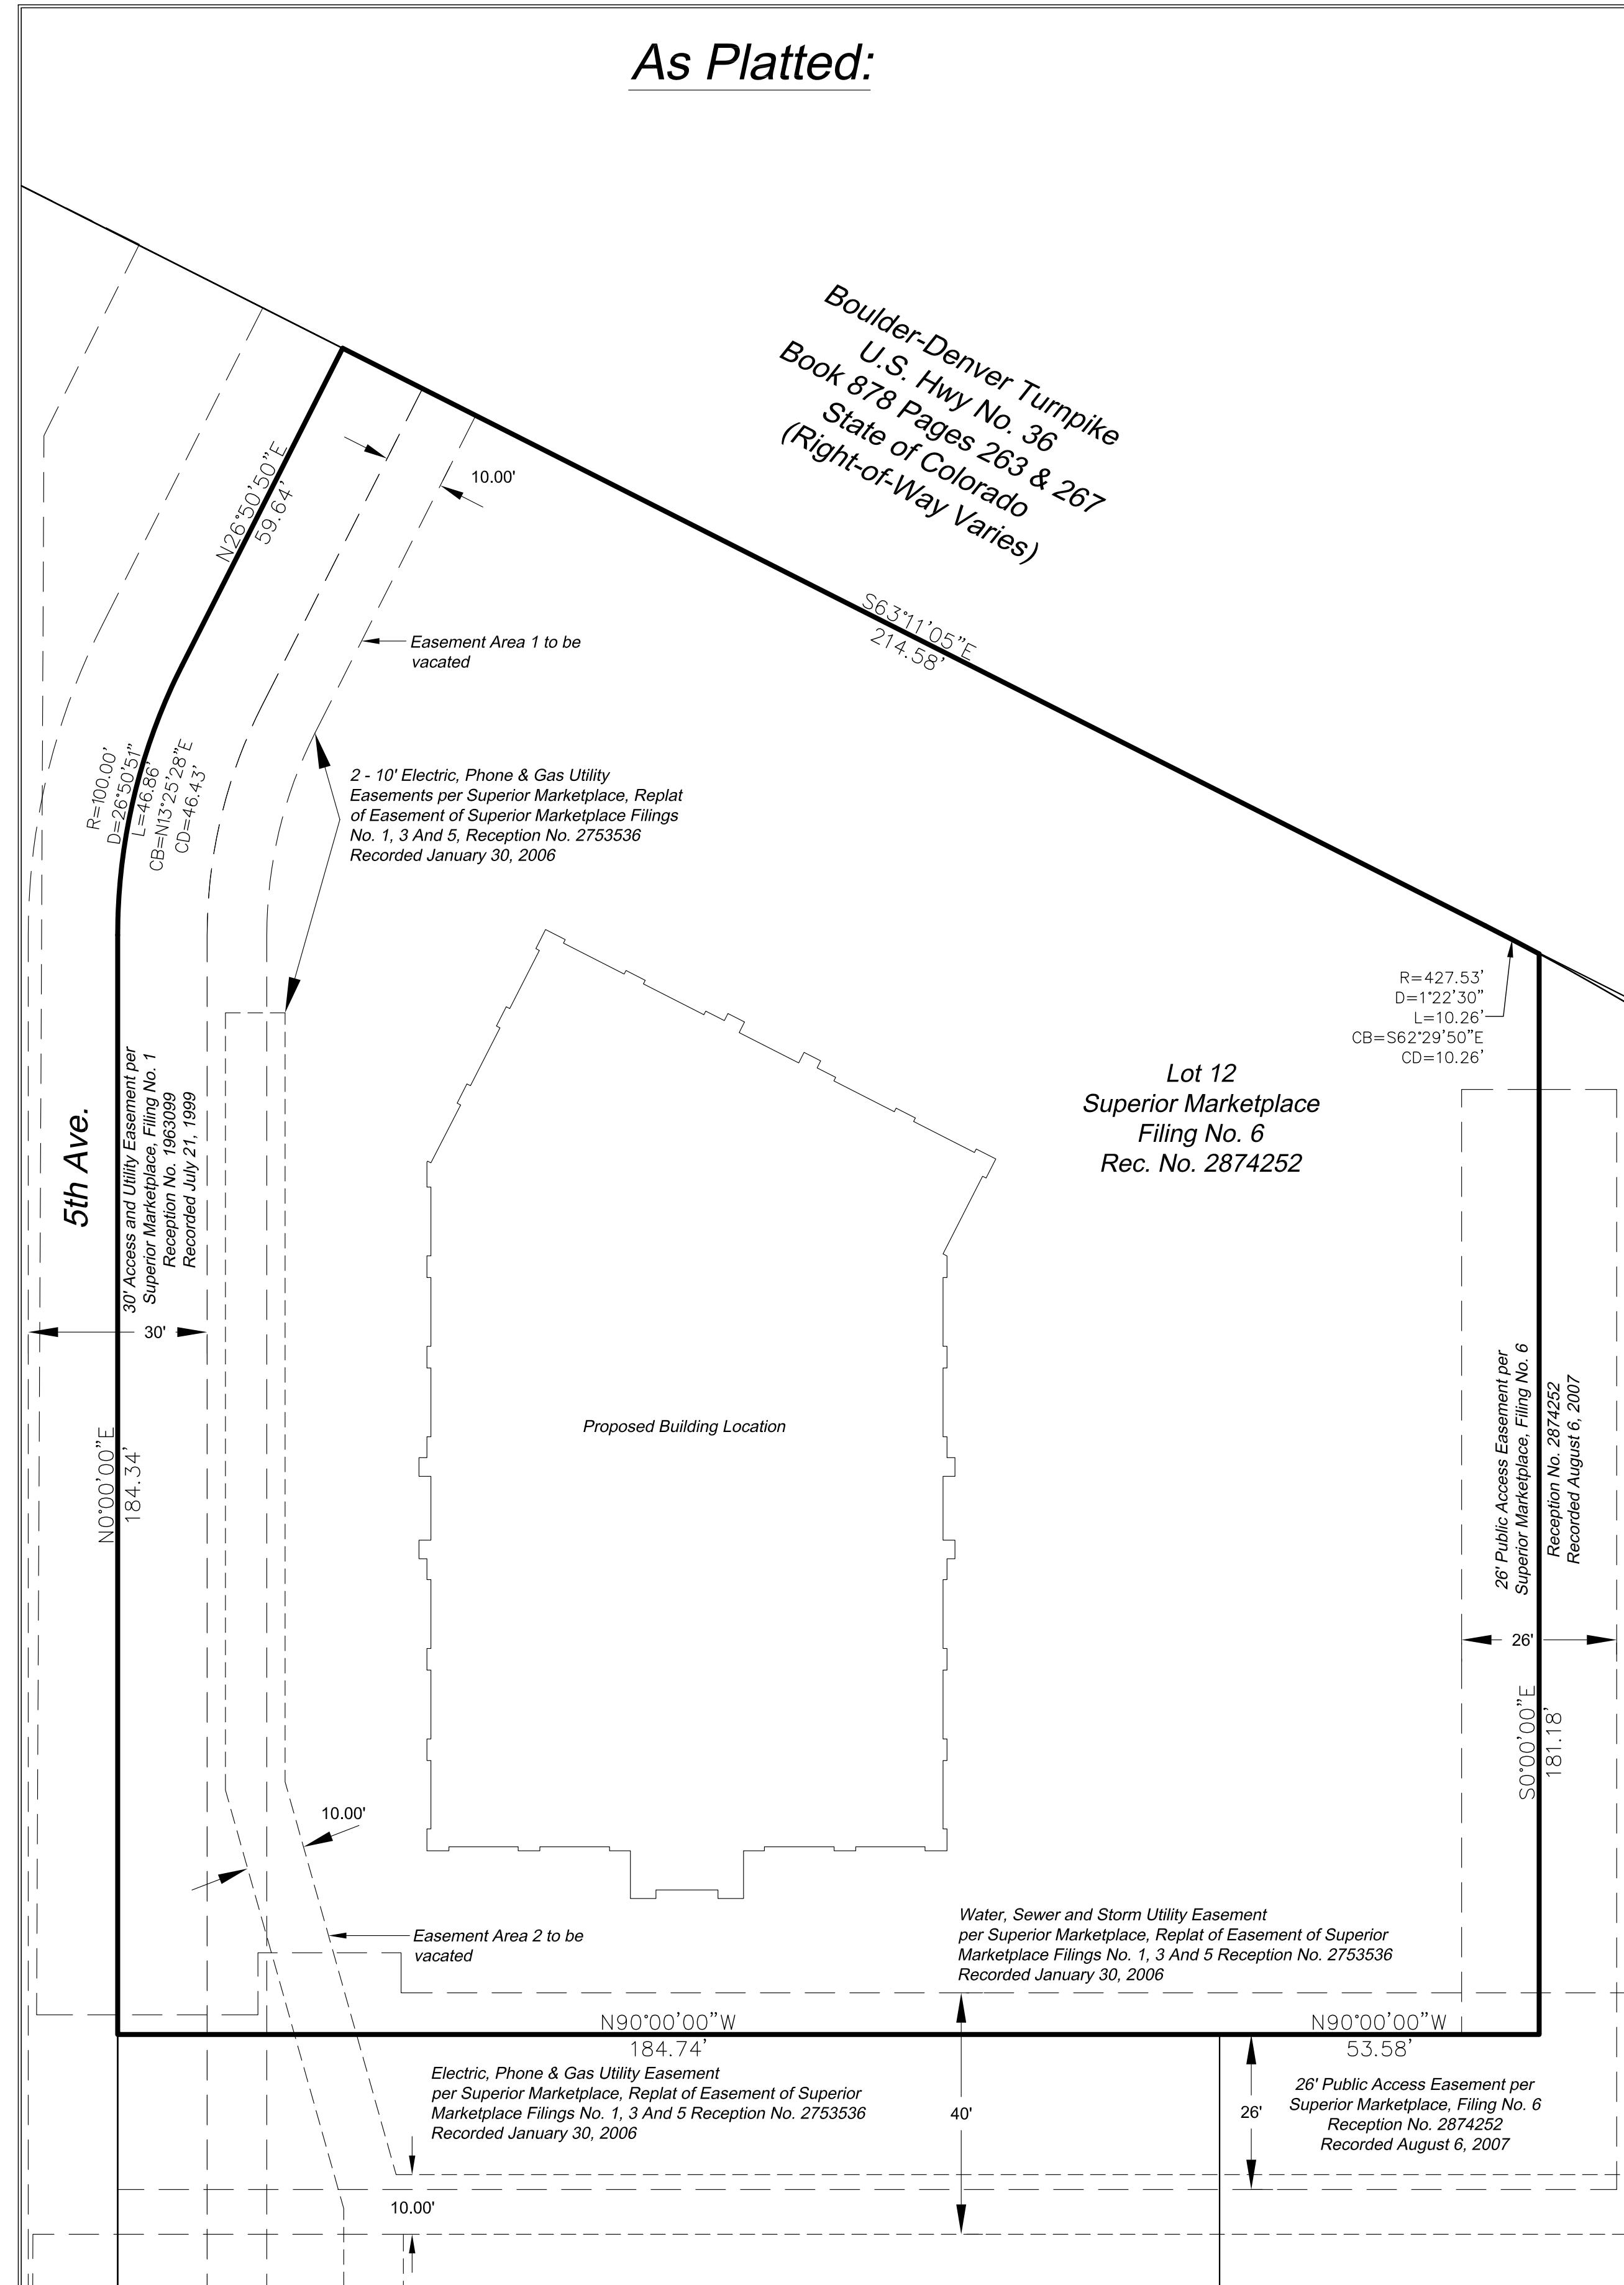 As Platted:
Boulder-Denver Turnpike
U.S. Hwy No. 36
Book 878 Pages 263 & 267
State of Colorado
(Right-of-Way Varies)
N26°50'50"E
59.64'
10.00'
S63°11'05"E
214.58'
Easement Area 1 to be
vacated
R=100.00'
D=26°50'51"
L=46.86'
CB=N13°25'28"E
CD=46.43'
2 - 10' Electric, Phone & Gas Utility
Easements per Superior Marketplace, Replat
of Easement of Superior Marketplace Filings
No. 1, 3 And 5, Reception No. 2753536
Recorded January 30, 2006
R=427.53'
D=1°22'30"
L=10.26'
CB=S62°29'50"E
CD=10.26'
Lot 12
Superior Marketplace
Filing No. 6
Rec. No. 2874252
5th Ave.
30' Access and Utility Easement per
Superior Marketplace, Filing No. 1
Reception No. 1963099
Recorded July 21, 1999
30'
N0°00'00"E
184.34'
Proposed Building Location
26' Public Access Easement per
Superior Marketplace, Filing No. 6
Reception No. 2874252
Recorded August 6, 2007
26'
S0°00'00"E
181.18'
10.00'
Easement Area 2 to be
vacated
Water, Sewer and Storm Utility Easement
per Superior Marketplace, Replat of Easement of Superior
Marketplace Filings No. 1, 3 And 5 Reception No. 2753536
Recorded January 30, 2006
N90°00'00"W
184.74'
N90°00'00"W
53.58'
Electric, Phone & Gas Utility Easement
per Superior Marketplace, Replat of Easement of Superior
Marketplace Filings No. 1, 3 And 5 Reception No. 2753536
Recorded January 30, 2006
40'
26'
26' Public Access Easement per
Superior Marketplace, Filing No. 6
Reception No. 2874252
Recorded August 6, 2007
10.00'